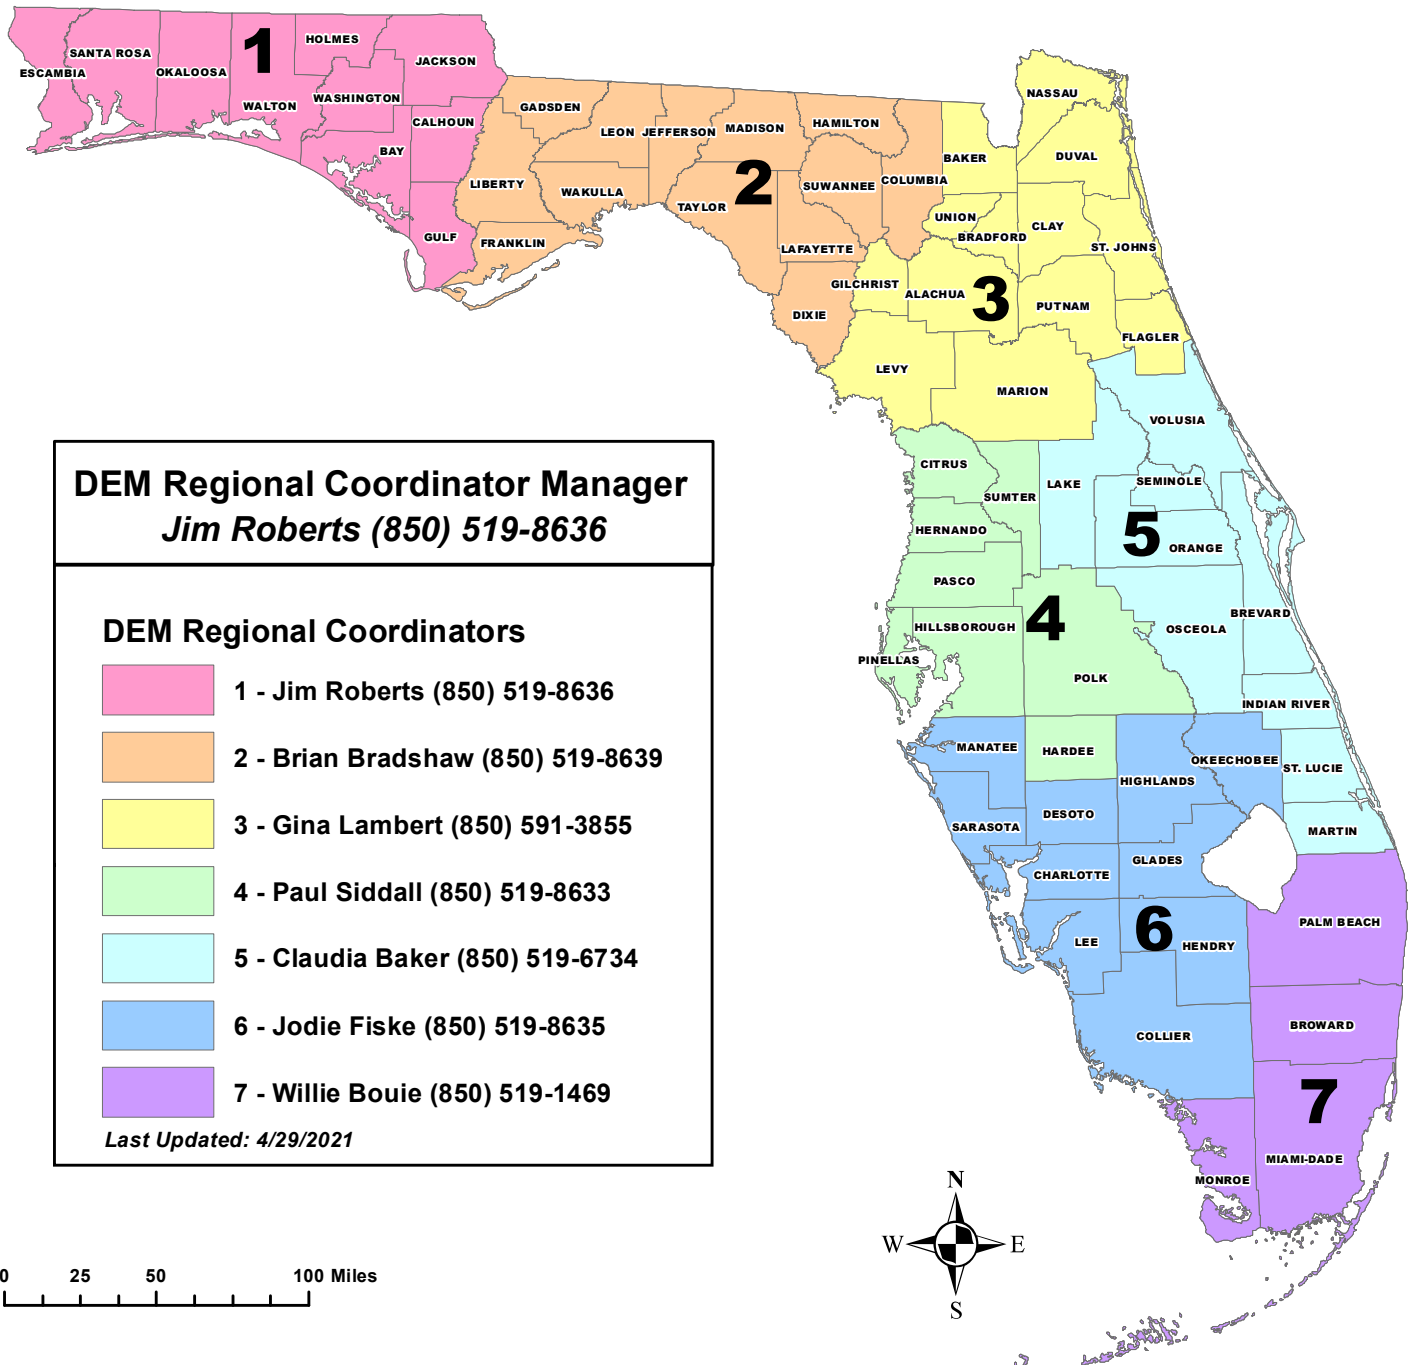 1
HOLMES
SANTA ROSA
JACKSON
ESCAMBIA
OKALOOSA
WASHINGTON
WALTON
CALHOUN
BAY
GULF
GADSDEN
LEON
JEFFERSON
MADISON
HAMILTON
2
LIBERTY
WAKULLA
SUWANNEE
COLUMBIA
TAYLOR
FRANKLIN
LAFAYETTE
DIXIE
NASSAU
BAKER
DUVAL
UNION
BRADFORD
CLAY
ST. JOHNS
GILCHRIST
ALACHUA
3
PUTNAM
FLAGLER
LEVY
MARION
VOLUSIA
CITRUS
SUMTER
LAKE
SEMINOLE
HERNANDO
5
ORANGE
PASCO
4
HILLSBOROUGH
BREVARD
OSCEOLA
PINELLAS
POLK
INDIAN RIVER
MANATEE
HARDEE
OKEECHOBEE
ST. LUCIE
HIGHLANDS
DESOTO
SARASOTA
MARTIN
GLADES
CHARLOTTE
6
PALM BEACH
LEE
HENDRY
BROWARD
COLLIER
7
MIAMI-DADE
MONROE
DEM Regional Coordinator Manager
Jim Roberts (850) 519-8636
DEM Regional Coordinators
1 - Jim Roberts (850) 519-8636
2 - Brian Bradshaw (850) 519-8639
3 - Gina Lambert (850) 591-3855
4 - Paul Siddall (850) 519-8633
5 - Claudia Baker (850) 519-6734
6 - Jodie Fiske (850) 519-8635
7 - Willie Bouie (850) 519-1469
Last Updated: 4/29/2021
N
W
E
S
0 25 50 100 Miles